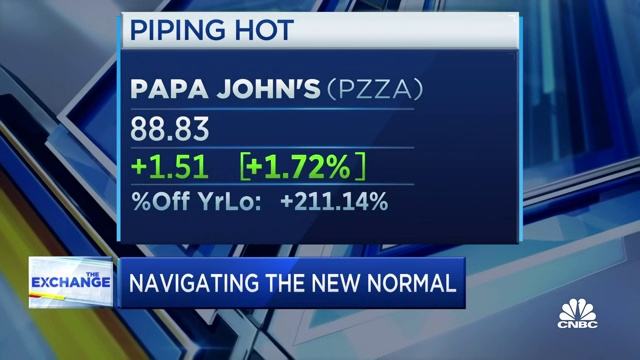 PIPING HOT
PAPA JOHN'S (PZZA)
88.83
+1.51 [+1.72%]
%Off YrLo: +211.14%
THE
EXCHANGE
NAVIGATING THE NEW NORMAL
CNBC